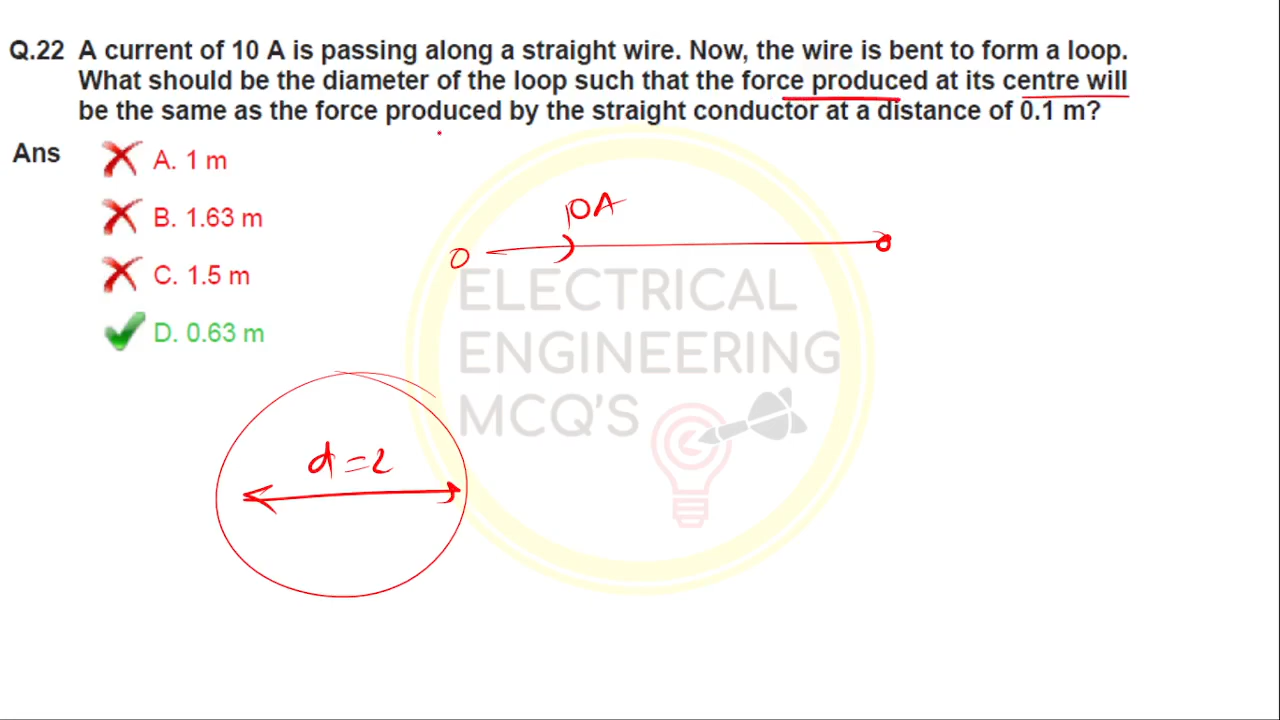 Q.22 A current of 10 A is passing along a straight wire. Now, the wire is bent to form a loop.
What should be the diameter of the loop such that the force produced at its centre will
be the same as the force produced by the straight conductor at a distance of 0.1 m?
Ans
A. 1 m
B. 1.63 m
C. 1.5 m
D. 0.63 m
10A
ELECTRICAL
ENGINEERING
MCQ'S
d=2